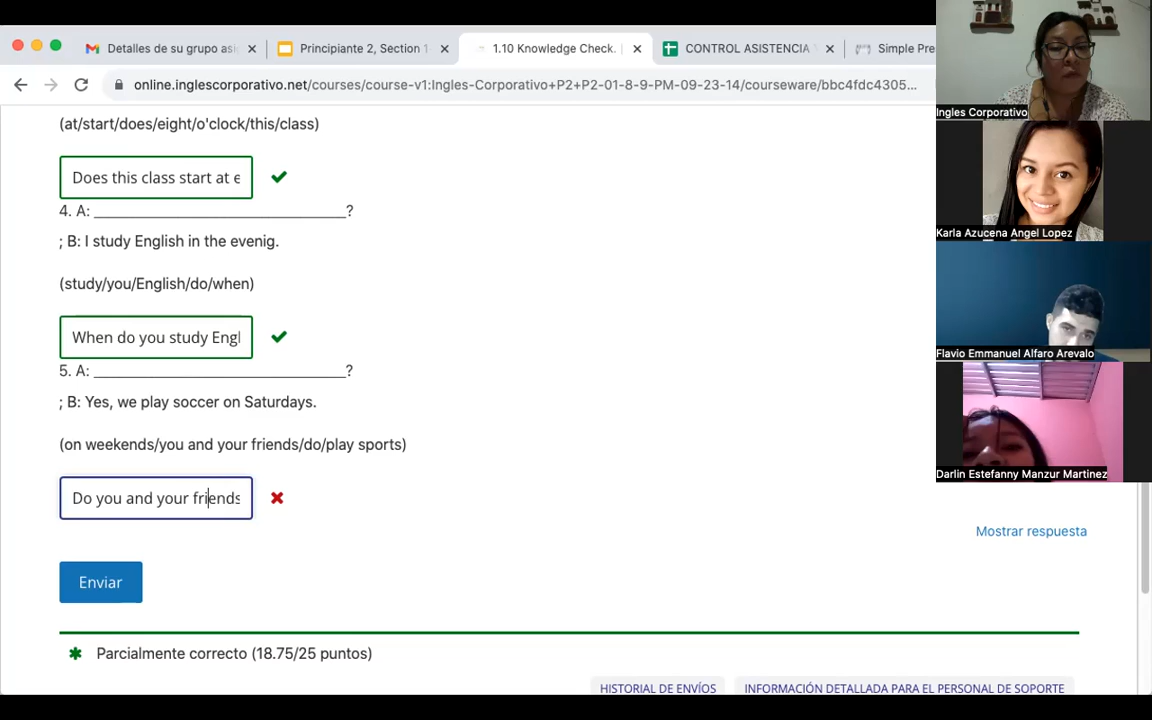 Detalles de su grupo asi
Principiante 2, Section 1
1.10 Knowledge Check.
CONTROL ASISTENCIA
Simple Pre
online.inglescorporativo.net/courses/course-v1:Ingles-Corporativo+P2+P2-01-8-9-PM-09-23-14/courseware/bbc4fdc4305...
(at/start/does/eight/o'clock/this/class)
Does this class start at e
4. A: ______________________________?
; B: I study English in the evenig.
(study/you/English/do/when)
When do you study Engl
5. A: ______________________________?
; B: Yes, we play soccer on Saturdays.
(on weekends/you and your friends/do/play sports)
Do you and your friends
Mostrar respuesta
Enviar
Parcialmente correcto (18.75/25 puntos)
HISTORIAL DE ENVÍOS
INFORMACIÓN DETALLADA PARA EL PERSONAL DE SOPORTE
Ingles Corporativo
Karla Azucena Angel Lopez
Flavio Emmanuel Alfaro Arevalo
Darlin Estefanny Manzur Martinez